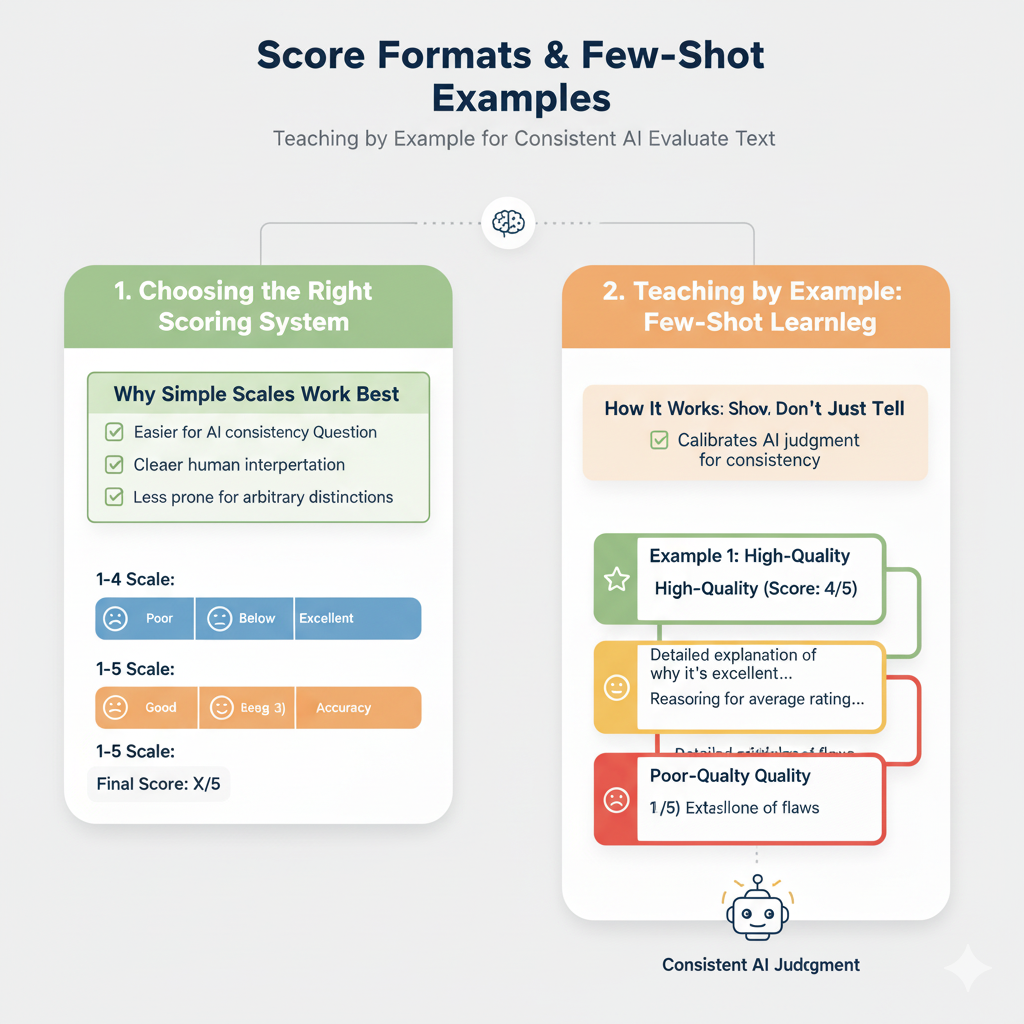 Score Formats & Few-Shot
Examples
Teaching by Example for Consistent AI Evaluate Text
1. Choosing the Right
Scoring System
Why Simple Scales Work Best
Easier for AI consistency Question
Cleaer human interpertation
Less prone for arbitrary distinctions
1-4 Scale:
Poor
Below
Excellent
1-5 Scale:
Good
3)
Accuracy
1-5 Scale:
Final Score: X/5
2. Teaching by Example:
Few-Shot Learnleg
How It Works: Show. Don't Just Tell
Calibrates AI judgment
for consistency
Example 1: High-Quality
High-Quality (Score: 4/5)
Detailed explanation of
why it's excellent...
Reasoring for average rating...
Detailed of
Poor-Qualty Quality
1/5) Extasllone of flaws
Consistent AI Judcgment